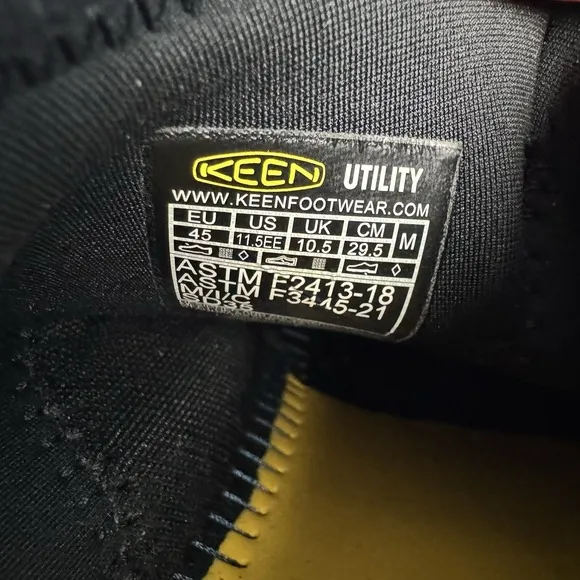 KEEN UTILITY
WWW.KEENFOOTWEAR.COM
EU US UK CM M
45 11.5EE 10.5 29.5
ASTM F2413-18
ASTM F3445-21
M/I/C